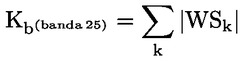 K_b(banda 25) = ∑_k |WS_k|